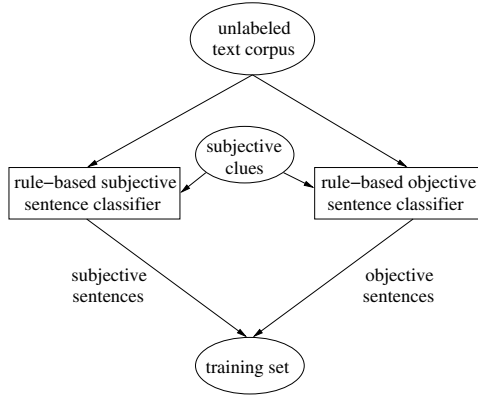 unlabeled
text corpus
subjective
clues
rule−based subjective
sentence classifier
rule−based objective
sentence classifier
subjective
sentences
objective
sentences
training set